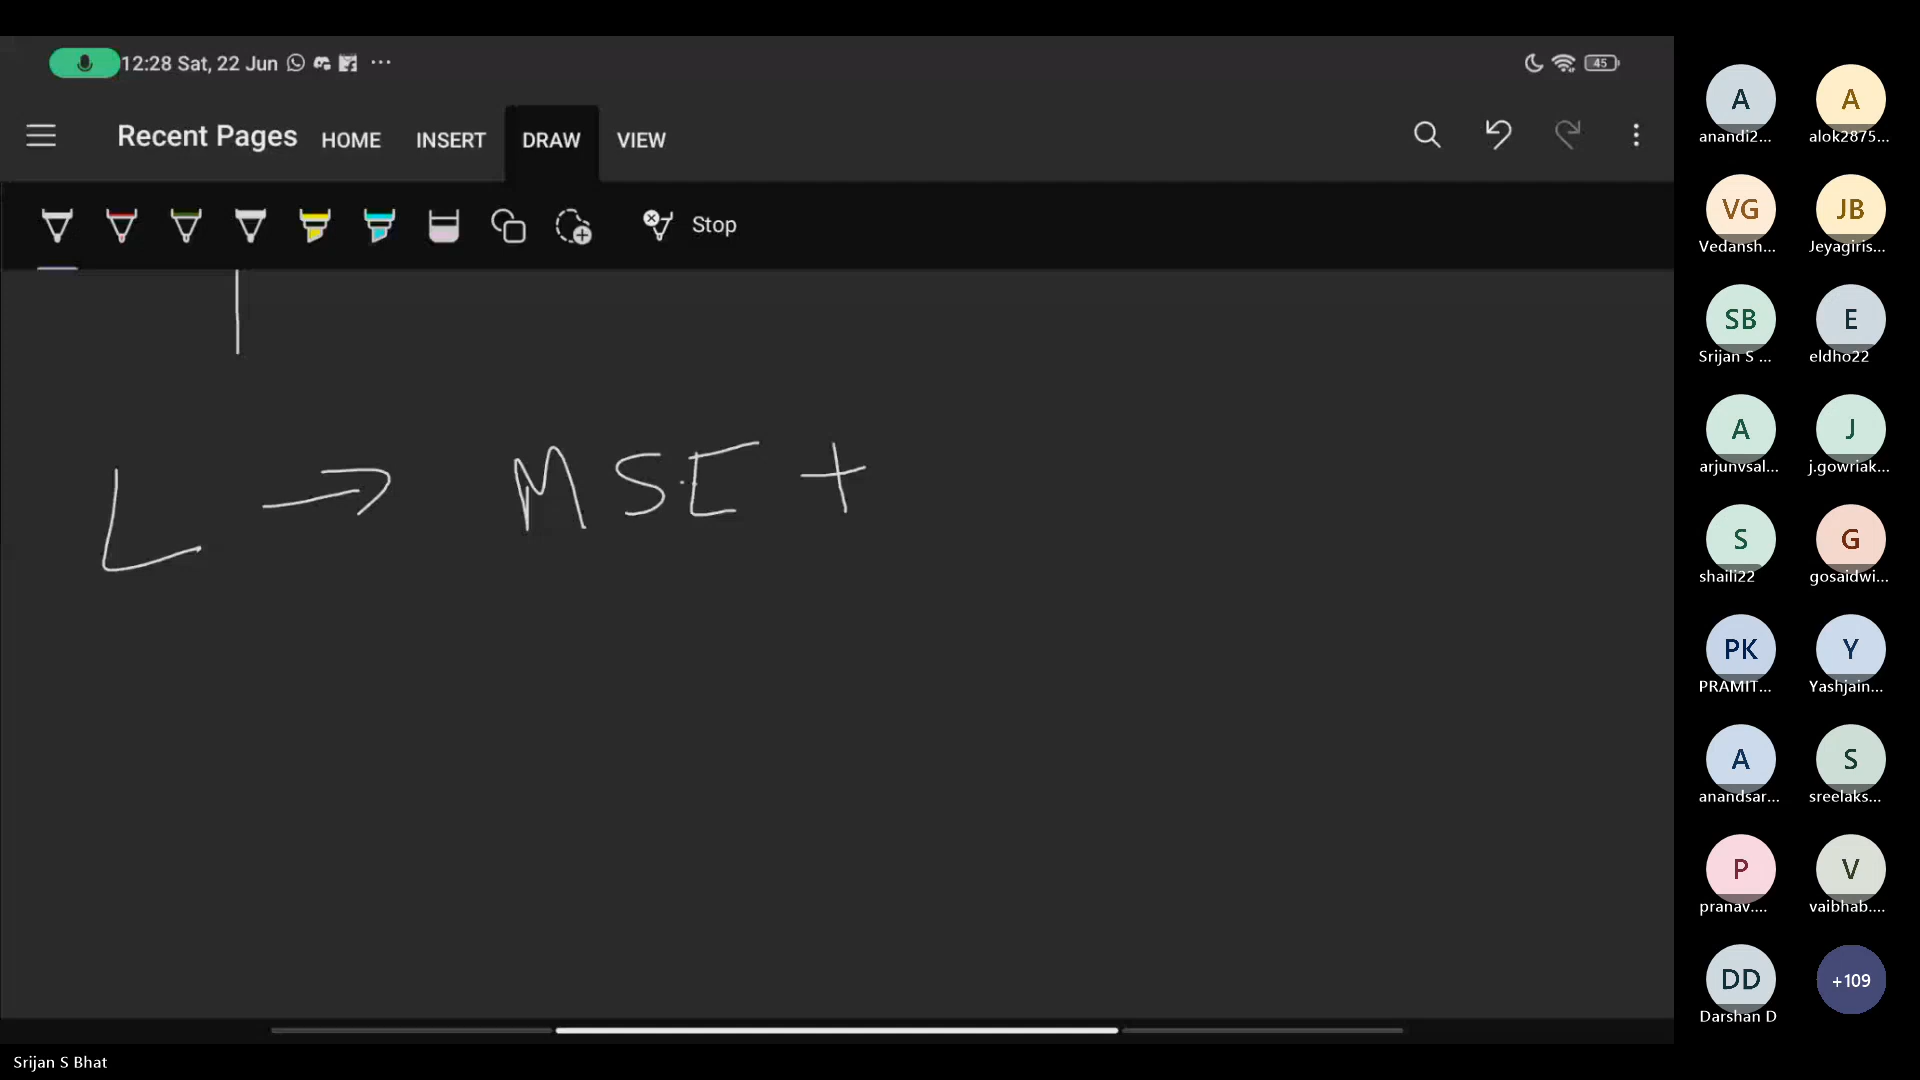 12:28 Sat, 22 Jun ... 45
Recent Pages HOME INSERT DRAW VIEW
Stop
L → MSE +
A A
anandi2... alok2875...
VG JB
Vedansh... Jeyagiris...
SB E
Srijan S ... eldho22
A J
arjunvsal... j.gowriak...
S G
shaili22 gosaidwi...
PK Y
PRAMIT... Yashjain...
A S
anandsar... sreelaks...
P V
pranav.... vaibhab....
DD +109
Darshan D
Srijan S Bhat